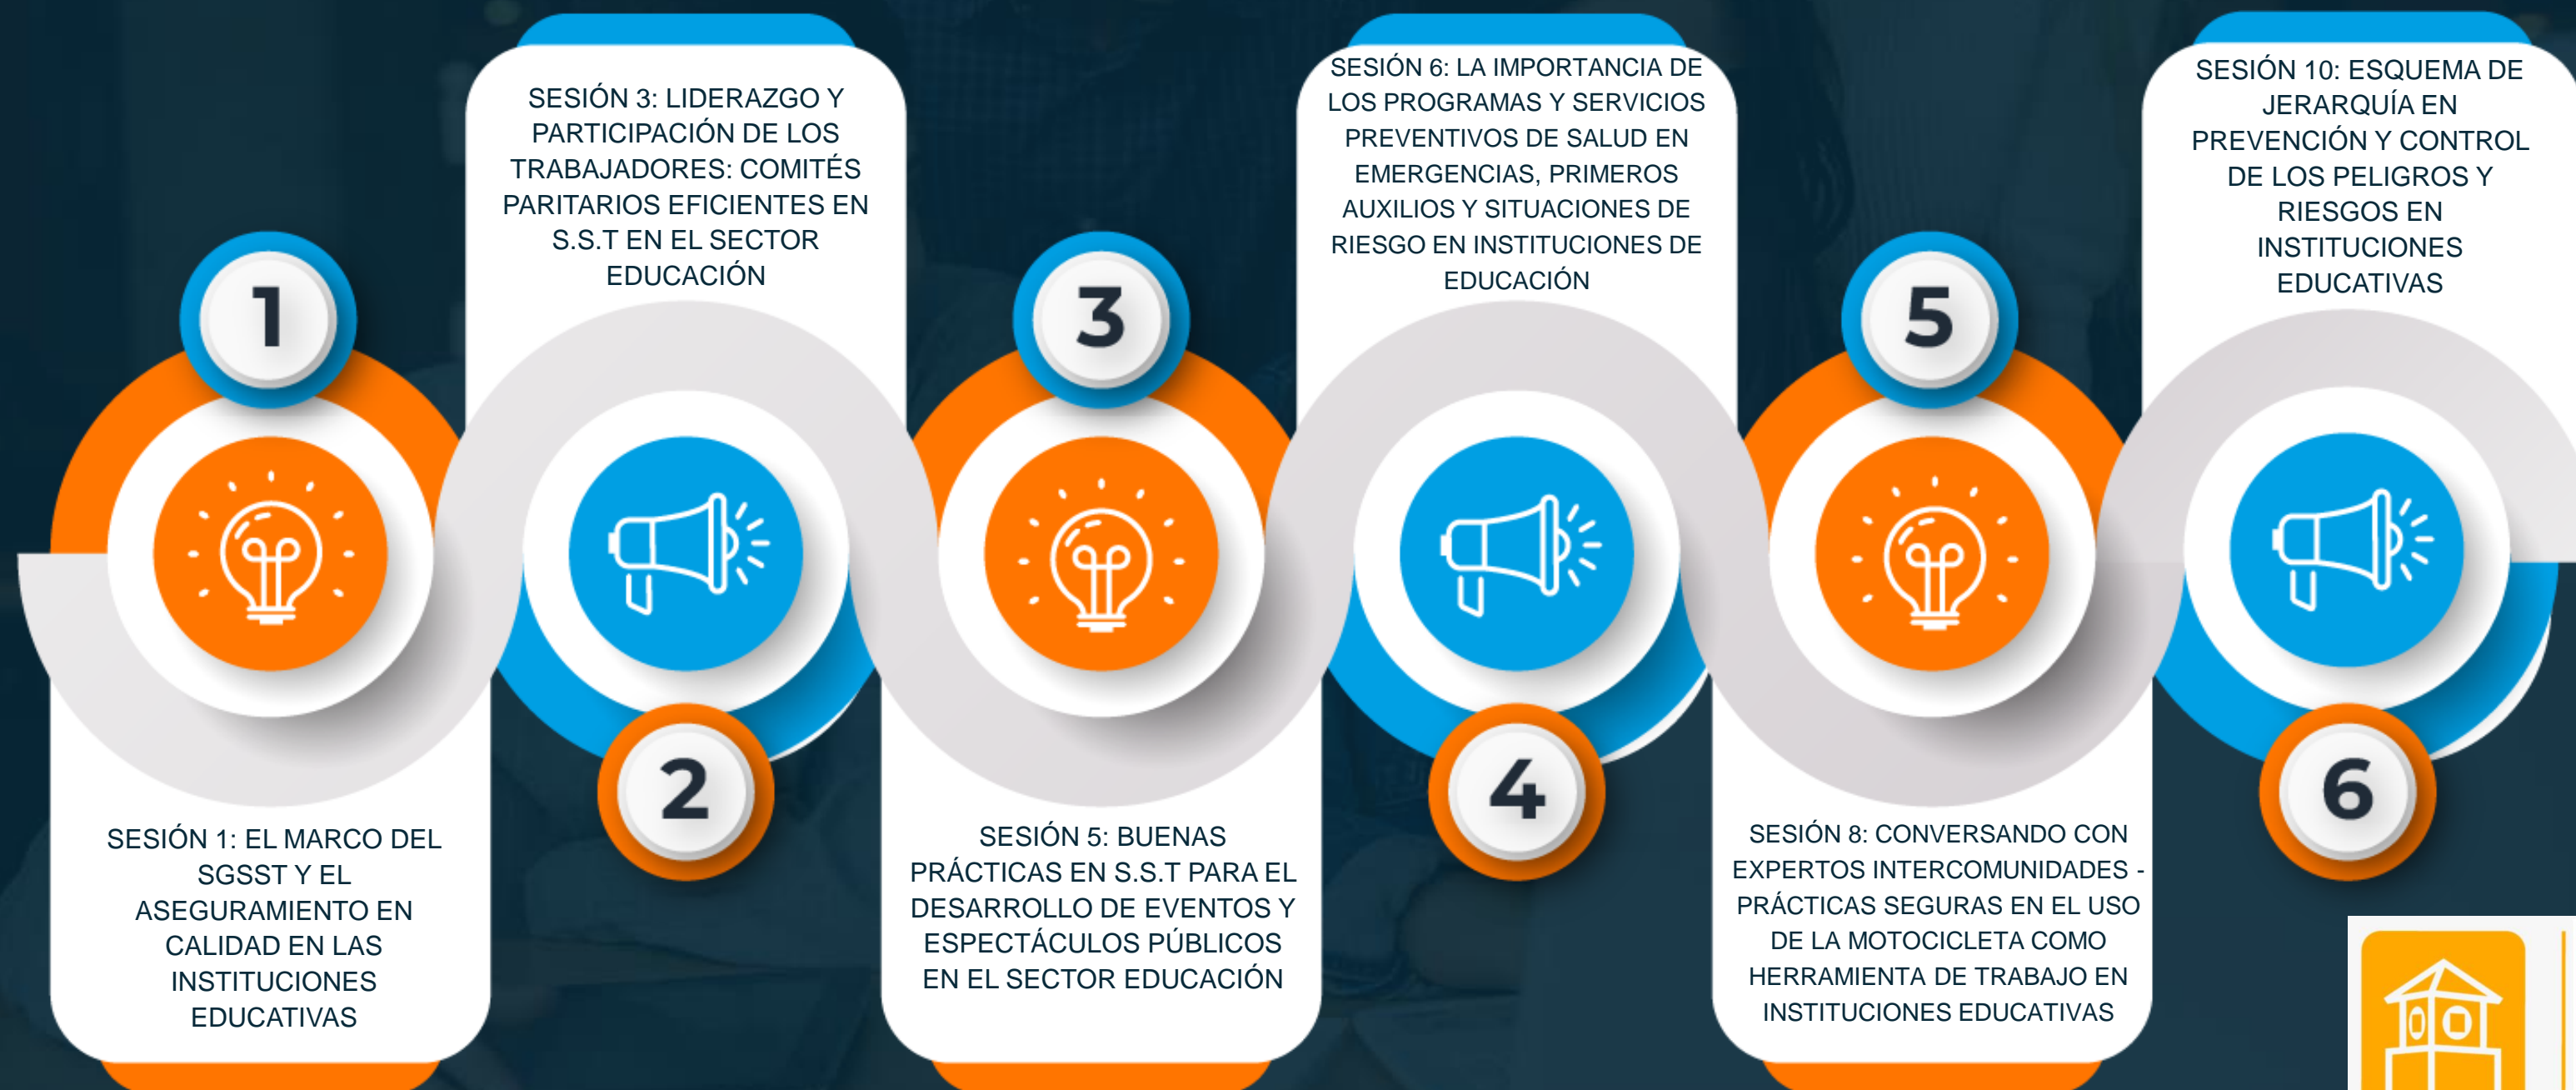 1
SESIÓN 1: EL MARCO DEL
SGSST Y EL
ASEGURAMIENTO EN
CALIDAD EN LAS
INSTITUCIONES
EDUCATIVAS
SESIÓN 3: LIDERAZGO Y
PARTICIPACIÓN DE LOS
TRABAJADORES: COMITÉS
PARITARIOS EFICIENTES EN
S.S.T EN EL SECTOR
EDUCACIÓN
2
3
SESIÓN 5: BUENAS
PRÁCTICAS EN S.S.T PARA EL
DESARROLLO DE EVENTOS Y
ESPECTÁCULOS PÚBLICOS
EN EL SECTOR EDUCACIÓN
SESIÓN 6: LA IMPORTANCIA DE
LOS PROGRAMAS Y SERVICIOS
PREVENTIVOS DE SALUD EN
EMERGENCIAS, PRIMEROS
AUXILIOS Y SITUACIONES DE
RIESGO EN INSTITUCIONES DE
EDUCACIÓN
4
5
SESIÓN 8: CONVERSANDO CON
EXPERTOS INTERCOMUNIDADES -
PRÁCTICAS SEGURAS EN EL USO
DE LA MOTOCICLETA COMO
HERRAMIENTA DE TRABAJO EN
INSTITUCIONES EDUCATIVAS
SESIÓN 10: ESQUEMA DE
JERARQUÍA EN
PREVENCIÓN Y CONTROL
DE LOS PELIGROS Y
RIESGOS EN
INSTITUCIONES
EDUCATIVAS
6